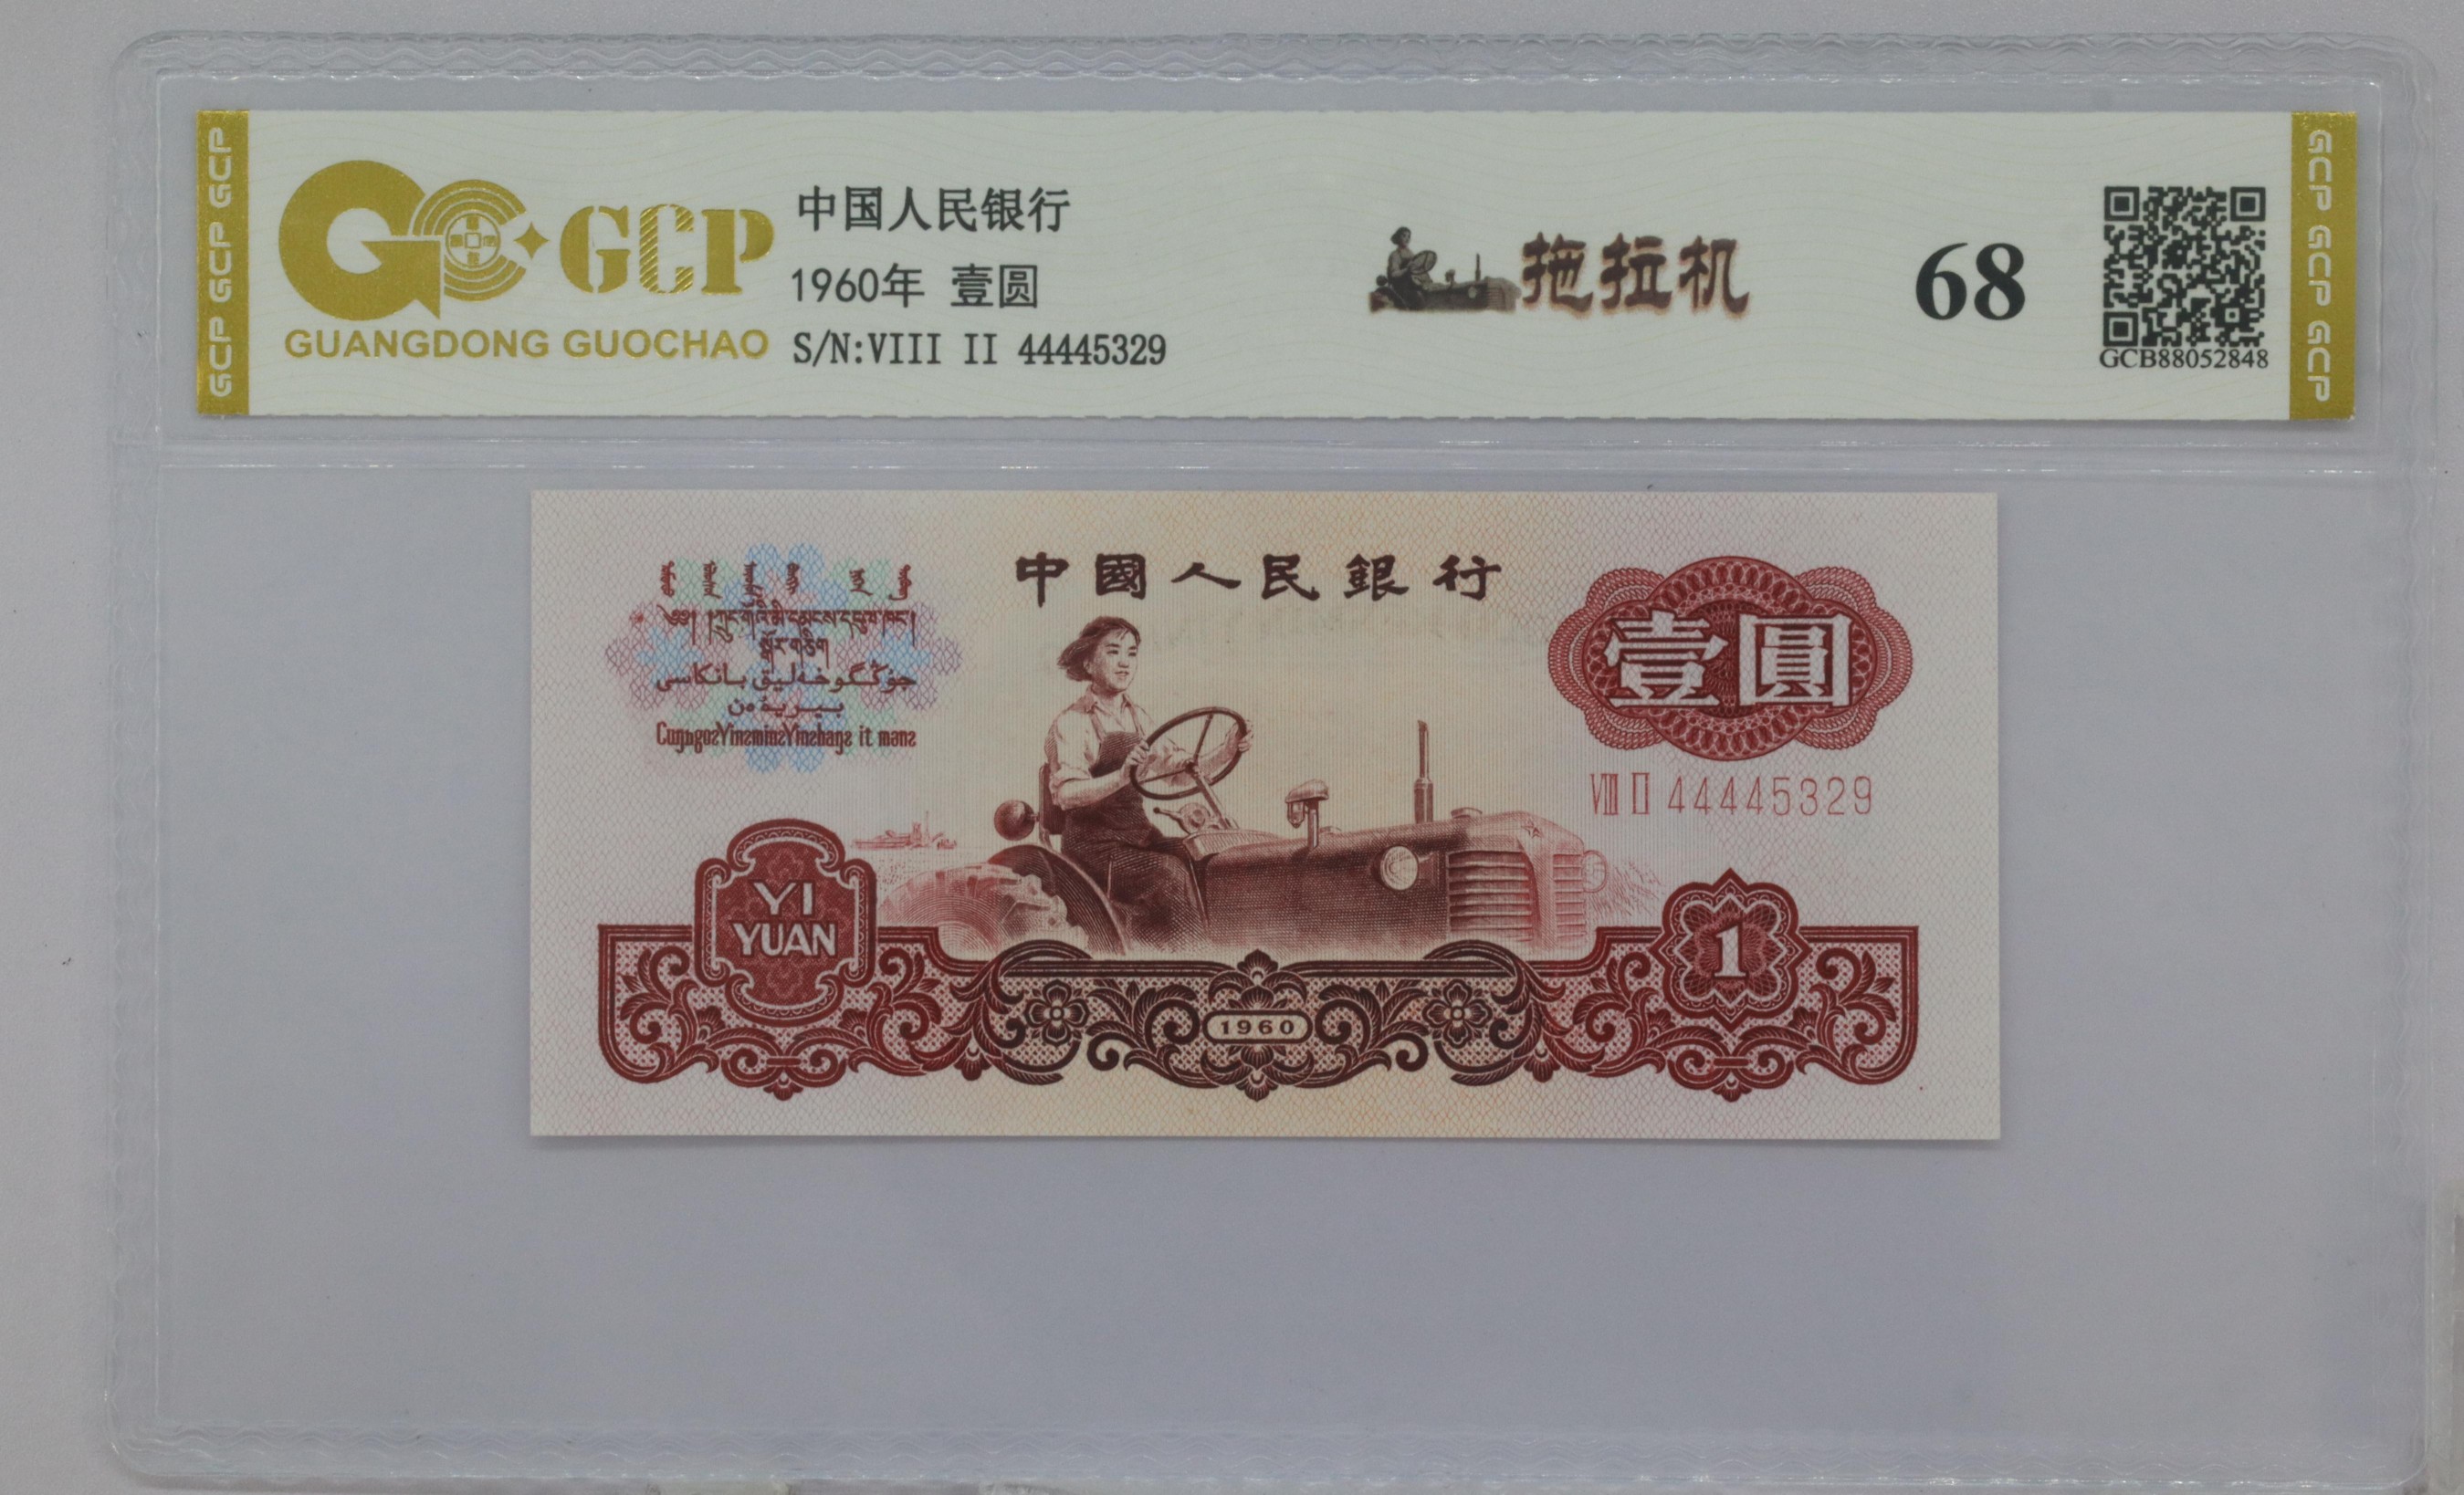 GCP GCP GCP
GCP
GUANGDONG GUOCHAO
中国人民银行
1960年 壹圆
S/N:VIII II 44445329
拖拉机
68
GCB88052848
GCP GCP GCP
中國人民銀行
壹圓
VIII II 44445329
YI
YUAN
1960
1